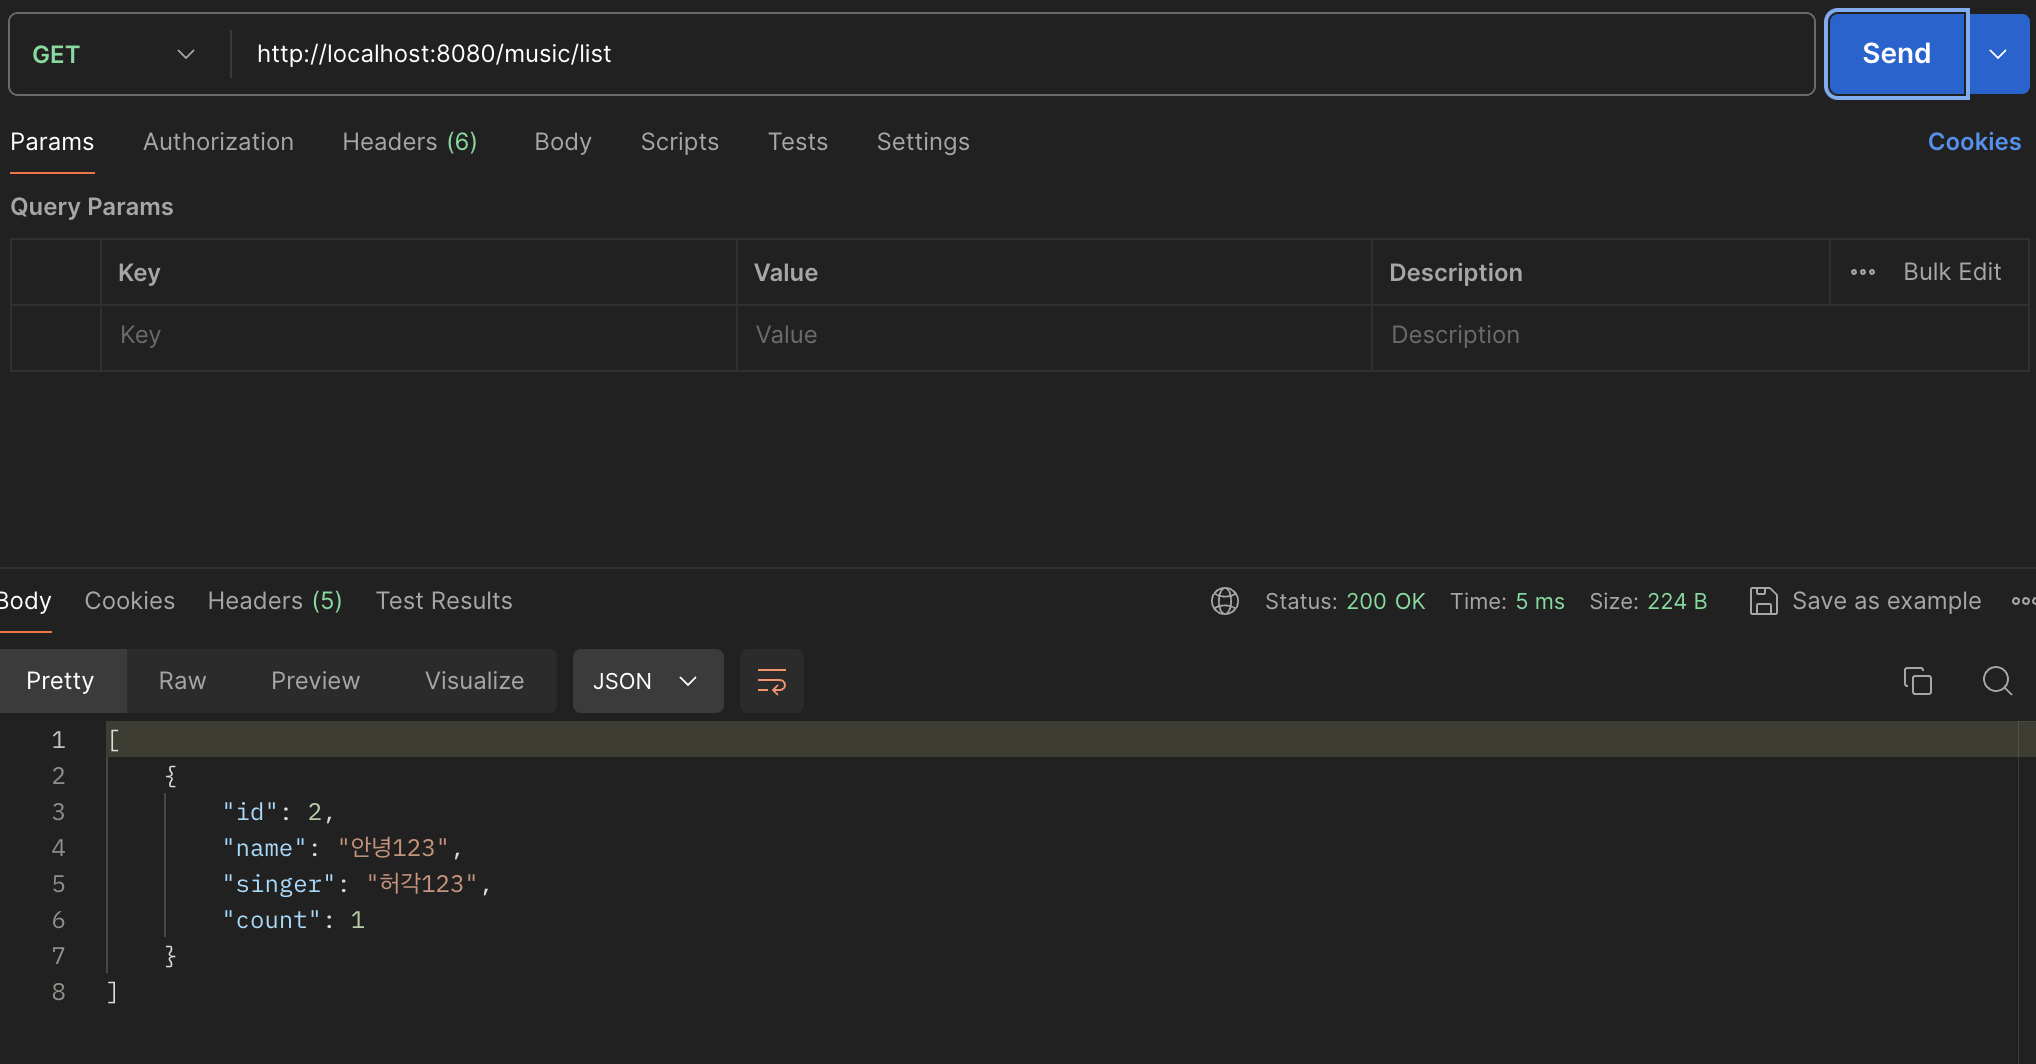 GET http://localhost:8080/music/list Send
Params Authorization Headers (6) Body Scripts Tests Settings Cookies
Query Params
Key Value Description Bulk Edit
Key Value Description
Body Cookies Headers (5) Test Results Status: 200 OK Time: 5 ms Size: 224 B Save as example
Pretty Raw Preview Visualize JSON
1 [
2 {
3 "id": 2,
4 "name": "안녕123",
5 "singer": "허각123",
6 "count": 1
7 }
8 ]